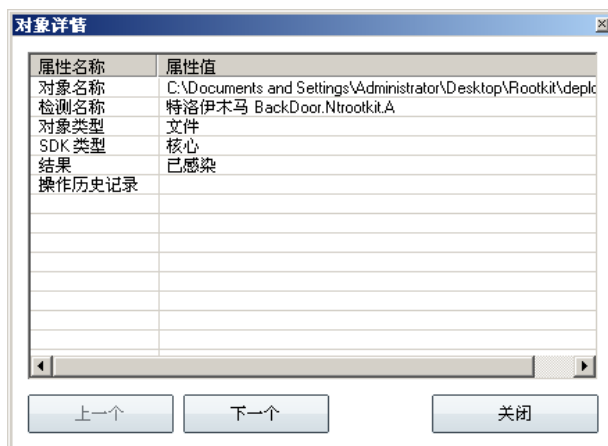 对象详情
属性名称 属性值
对象名称 C:\Documents and Settings\Administrator\Desktop\Rootkit\deplo
检测名称 特洛伊木马 BackDoor.Ntrootkit.A
对象类型 文件
SDK 类型 核心
结果 已感染
操作历史记录
上一个 下一个 关闭